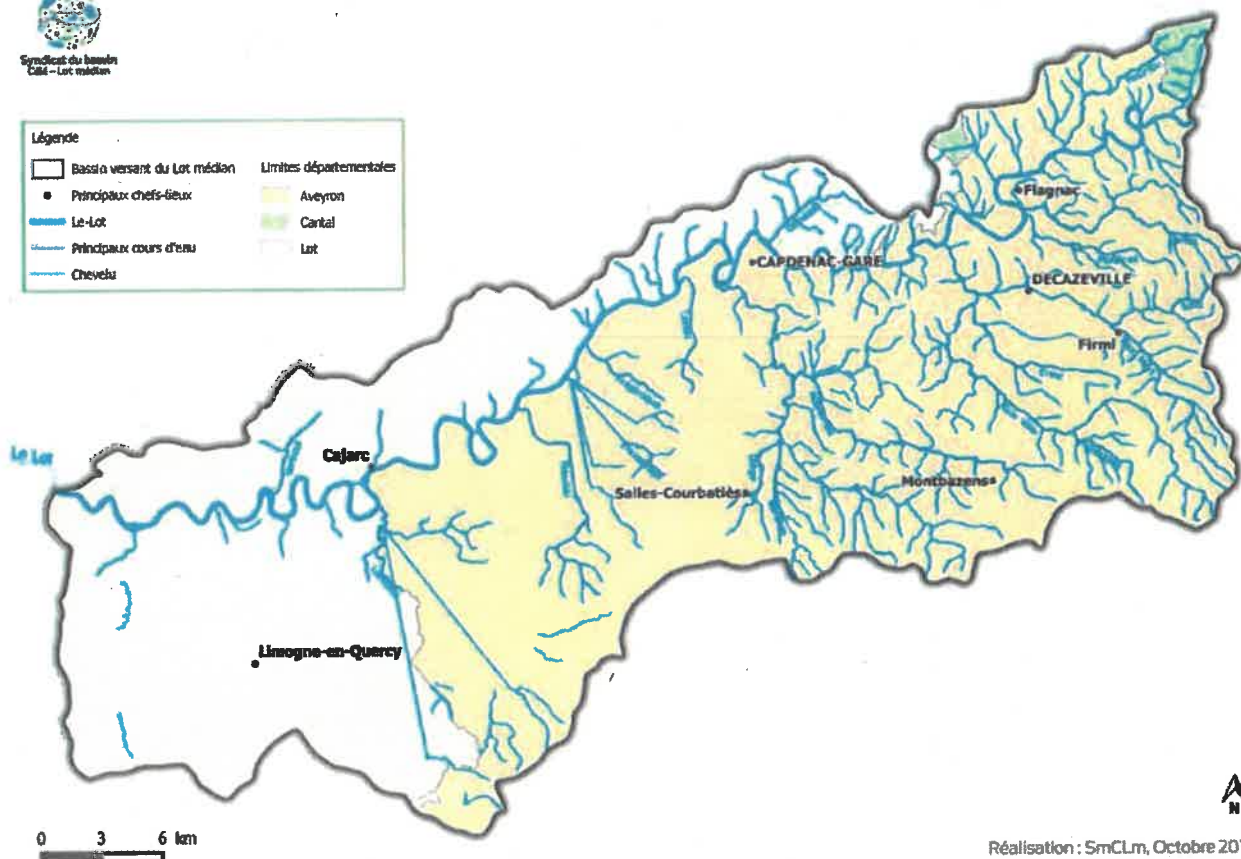 Syndicat du bassin
Célé - Lot médian
Légende
Bassin versant du Lot médian
Principaux chefs-lieux
Le-Lot
Principaux cours d'eau
Chevelu
Limites départementales
Aveyron
Cantal
Lot
Flagnac
CAPDENAC-GARE
DECAZEVILLE
Firmi
Le Lot
Cajarc
Salles-Courbatiès
Montbazens
Limogne-en-Quercy
0 3 6 km
N
Réalisation : SmCLm, Octobre 201